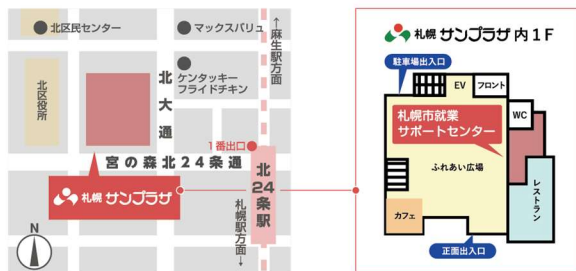 北区民センター
マックスバリュ
↑麻生駅方面
北区役所
北大通
ケンタッキー
フライドチキン
1番出口
宮の森北24条通
北24条駅
札幌 サンプラザ
札幌駅方面↓
N
札幌 サンプラザ 内1F
駐車場出入口
EV
フロント
札幌市就業
サポートセンター
WC
ふれあい広場
レストラン
カフェ
正面出入口